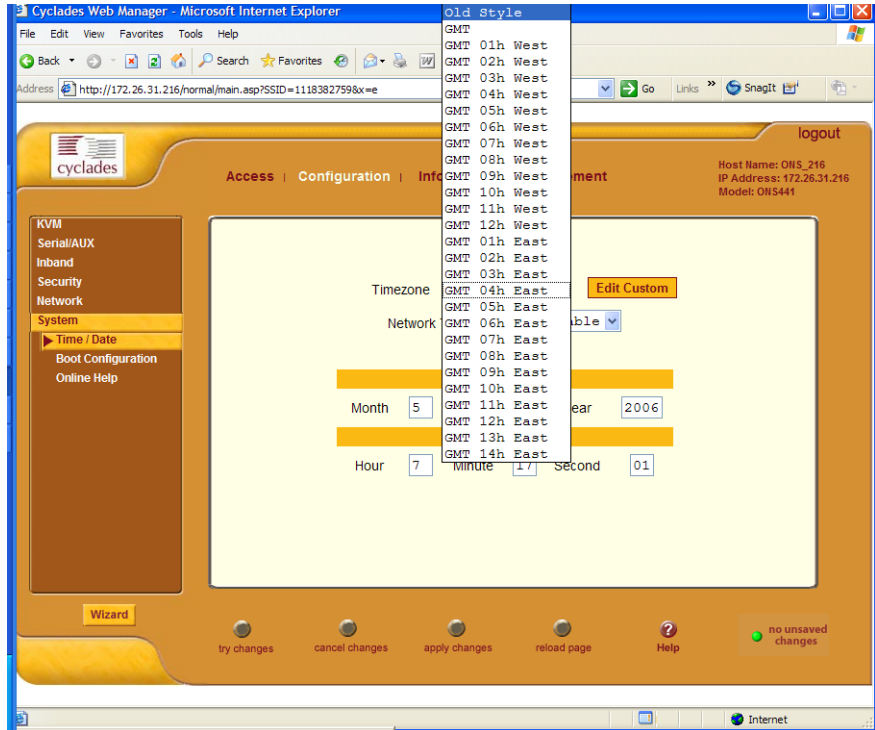 Cyclades Web Manager - Microsoft Internet Explorer
File Edit View Favorites Tools Help
Back Search Favorites
Address http://172.26.31.216/normal/main.asp?SSID=1118382759&x=e Go Links » SnagIt
cyclades
logout
Access | Configuration |
Host Name: ONS_216
IP Address: 172.26.31.216
Model: ONS441
KVM
Serial/AUX
Inband
Security
Network
System
Time / Date
Boot Configuration
Online Help
Wizard
Old Style
GMT
GMT 01h West
GMT 02h West
GMT 03h West
GMT 04h West
GMT 05h West
GMT 06h West
GMT 07h West
GMT 08h West
GMT 09h West
GMT 10h West
GMT 11h West
GMT 12h West
GMT 01h East
GMT 02h East
GMT 03h East
GMT 04h East
GMT 05h East
GMT 06h East
GMT 07h East
GMT 08h East
GMT 09h East
GMT 10h East
GMT 11h East
GMT 12h East
GMT 13h East
GMT 14h East
Timezone Edit Custom
Network
Month 5 2006
Hour 7 Minute 17 Second 01
try changes
cancel changes
apply changes
reload page
Help
no unsaved
changes
Internet